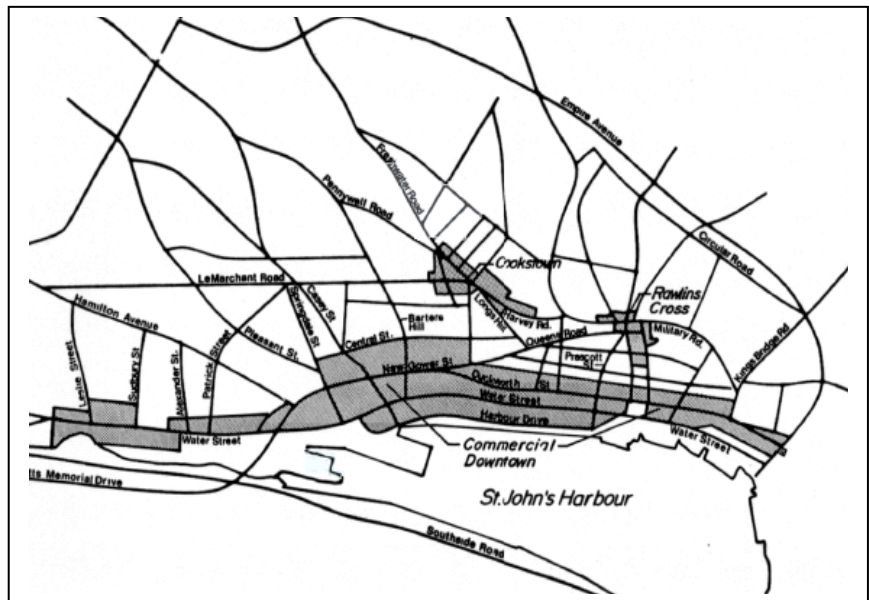 Empire Avenue
Freshwater Road
Pennywell Road
Circular Road
Cookstown
LeMarchant Road
Rawlins
Cross
Hamilton Avenue
Casey St
Springdale St
Longs Hill
Harvey Rd.
Barters
Hill
Military Rd.
Queens Road
Kings Bridge Rd
Pleasant St.
Central St.
Prescott
St
Leslie Street
Sudbury St
Alexander St.
Patrick Street
New Gower St
Duckworth St
Water Street
Harbour Drive
Water Street
Water Street
Commercial
Downtown
St. John's Harbour
tts Memorial Drive
Southside Road